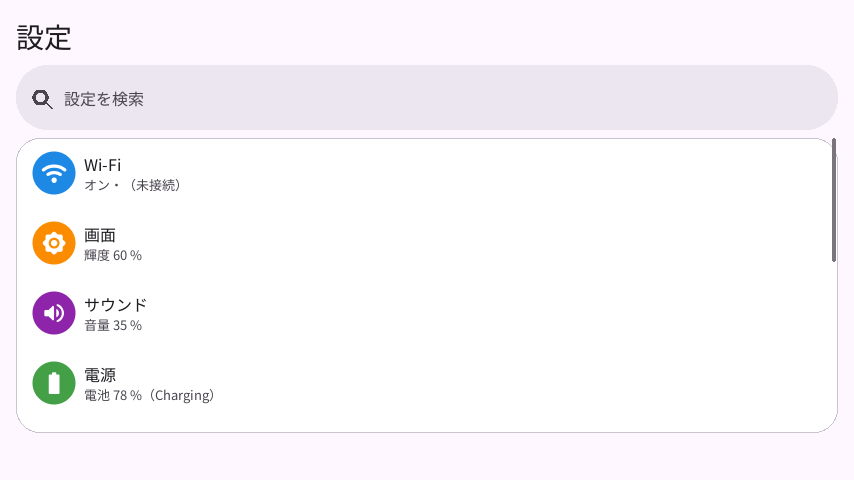 設定
設定を検索
Wi-Fi
オン・（未接続）
画面
輝度 60 %
サウンド
音量 35 %
電源
電池 78 %（Charging）